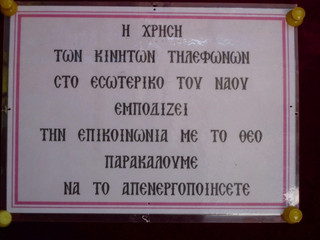 Η ΧΡΗΣΗ
ΤΩΝ ΚΙΝΗΤΩΝ ΤΗΛΕΦΩΝΩΝ
ΣΤΟ ΕΣΩΤΕΡΙΚΟ ΤΟΥ ΝΑΟΥ
ΕΜΠΟΔΙΖΕΙ
ΤΗΝ ΕΠΙΚΟΙΝΩΝΙΑ ΜΕ ΤΟ ΘΕΟ
ΠΑΡΑΚΑΛΟΥΜΕ
ΝΑ ΤΟ ΑΠΕΝΕΡΓΟΠΟΙΗΣΕΤΕ